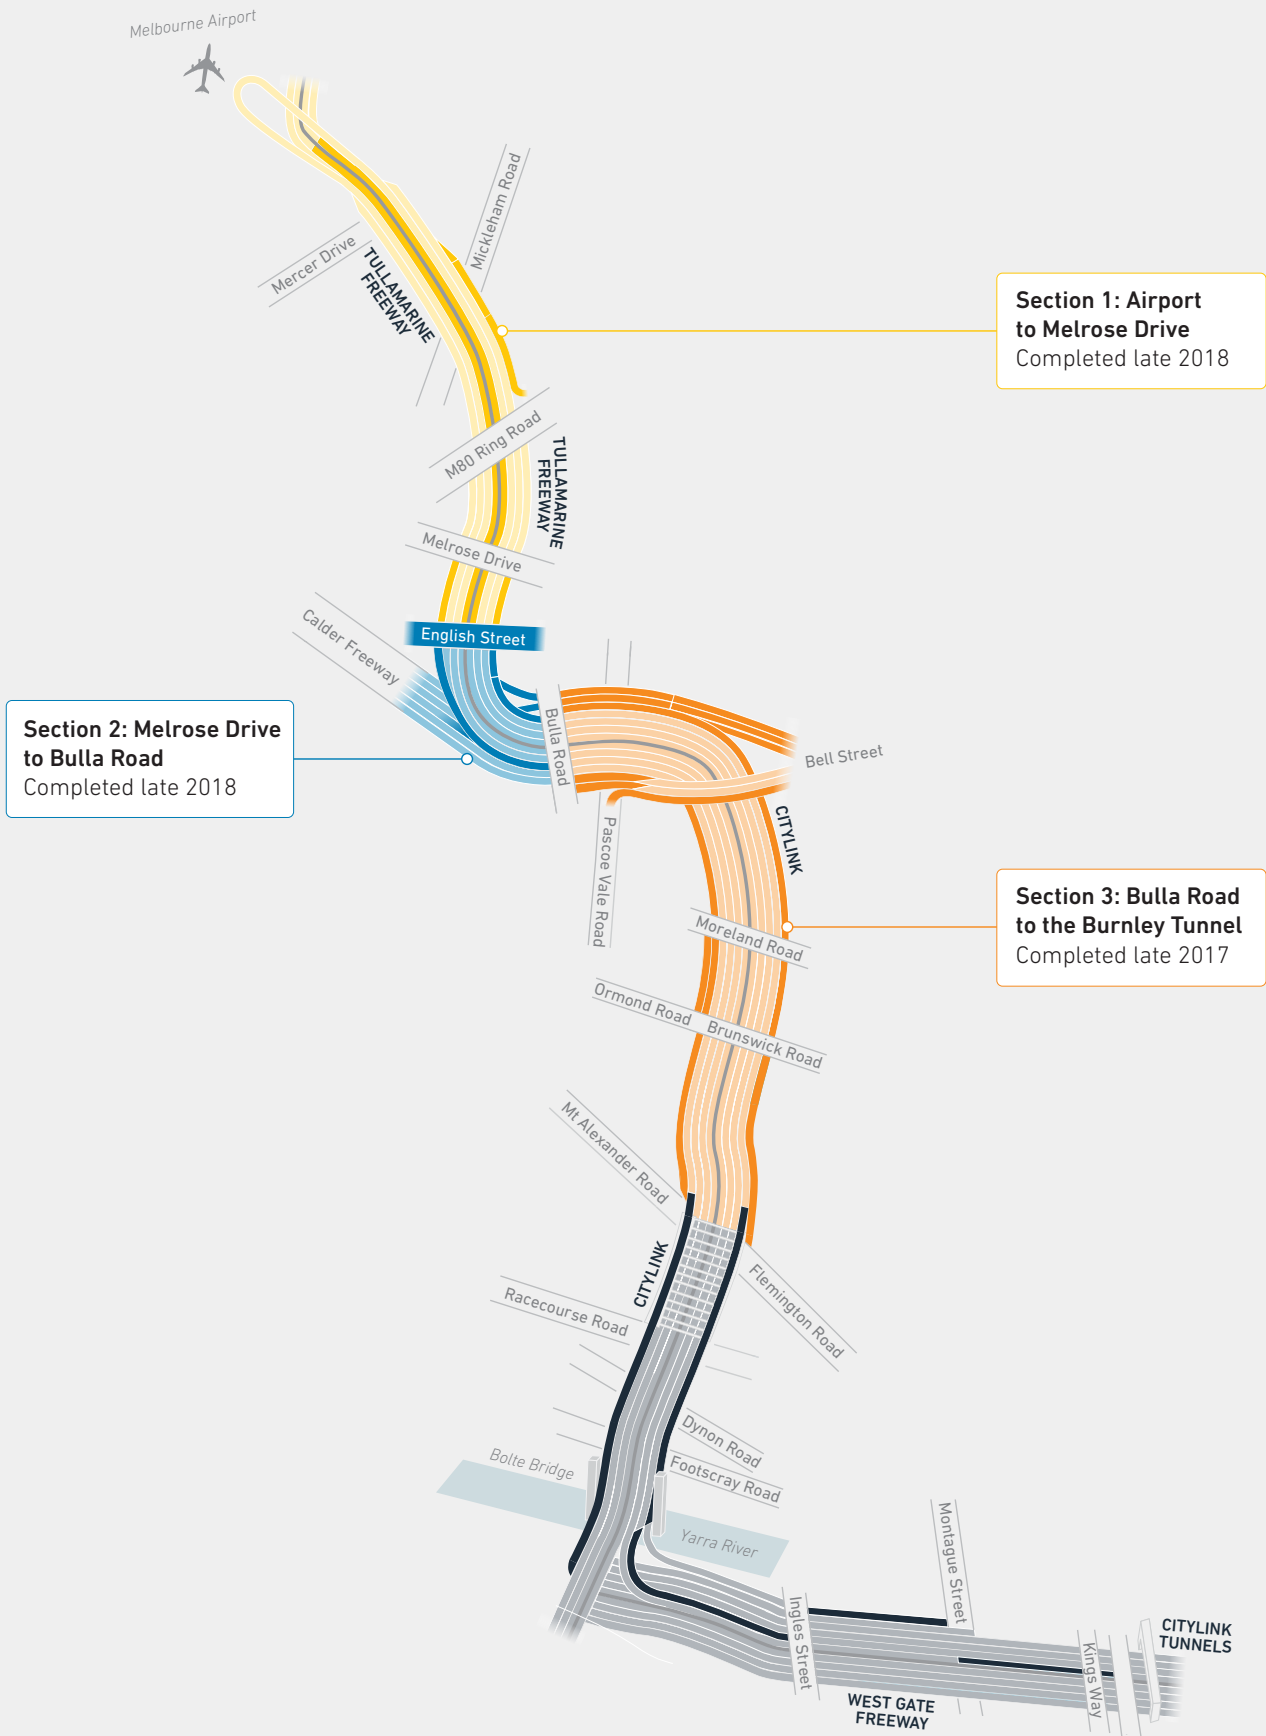 Melbourne Airport
Mickleham Road
Mercer Drive
TULLAMARINE
FREEWAY
Section 1: Airport
to Melrose Drive
Completed late 2018
M80 Ring Road
TULLAMARINE
FREEWAY
Melrose Drive
English Street
Calder Freeway
Section 2: Melrose Drive
to Bulla Road
Completed late 2018
Bulla Road
Bell Street
Pascoe Vale Road
CITYLINK
Section 3: Bulla Road
to the Burnley Tunnel
Completed late 2017
Moreland Road
Ormond Road
Brunswick Road
Mt Alexander Road
CITYLINK
Flemington Road
Racecourse Road
Dynon Road
Footscray Road
Bolte Bridge
Yarra River
Montague Street
Ingles Street
Kings Way
CITYLINK
TUNNELS
WEST GATE
FREEWAY